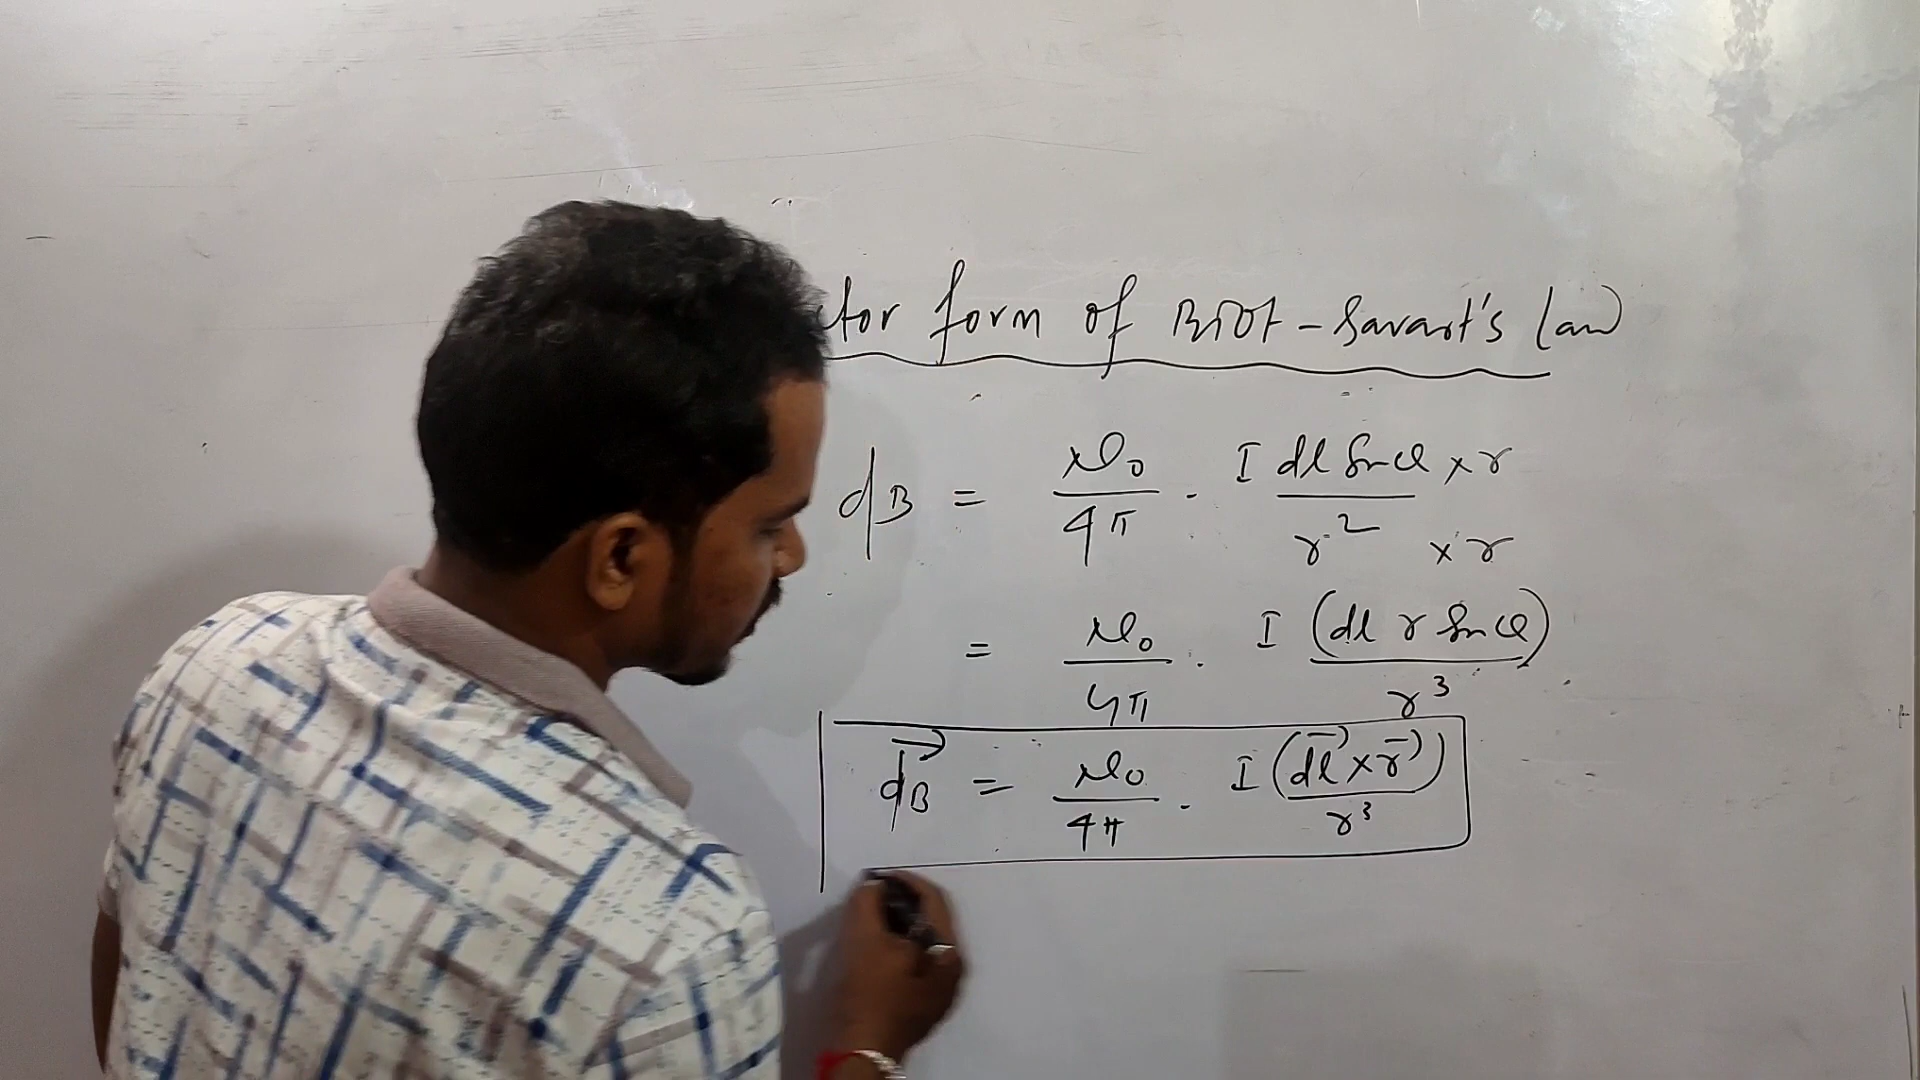 ctor form of Biot-Savart's law
dB = μ₀/4π · I dl Sinθ × r / r² × r
= μ₀/4π · I (dl r Sinθ) / r³
dB⃗ = μ₀/4π · I (dl⃗ × r⃗) / r³